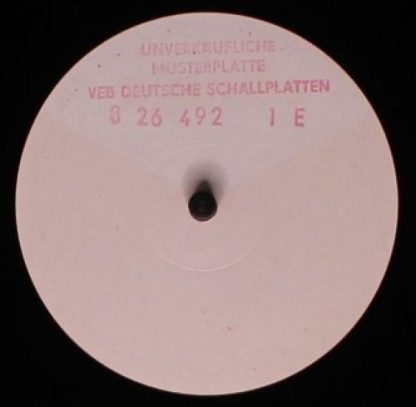 UNVERKÄUFLICHE
MUSTERPLATTE
VEB DEUTSCHE SCHALLPLATTEN
8 26 492 1 E